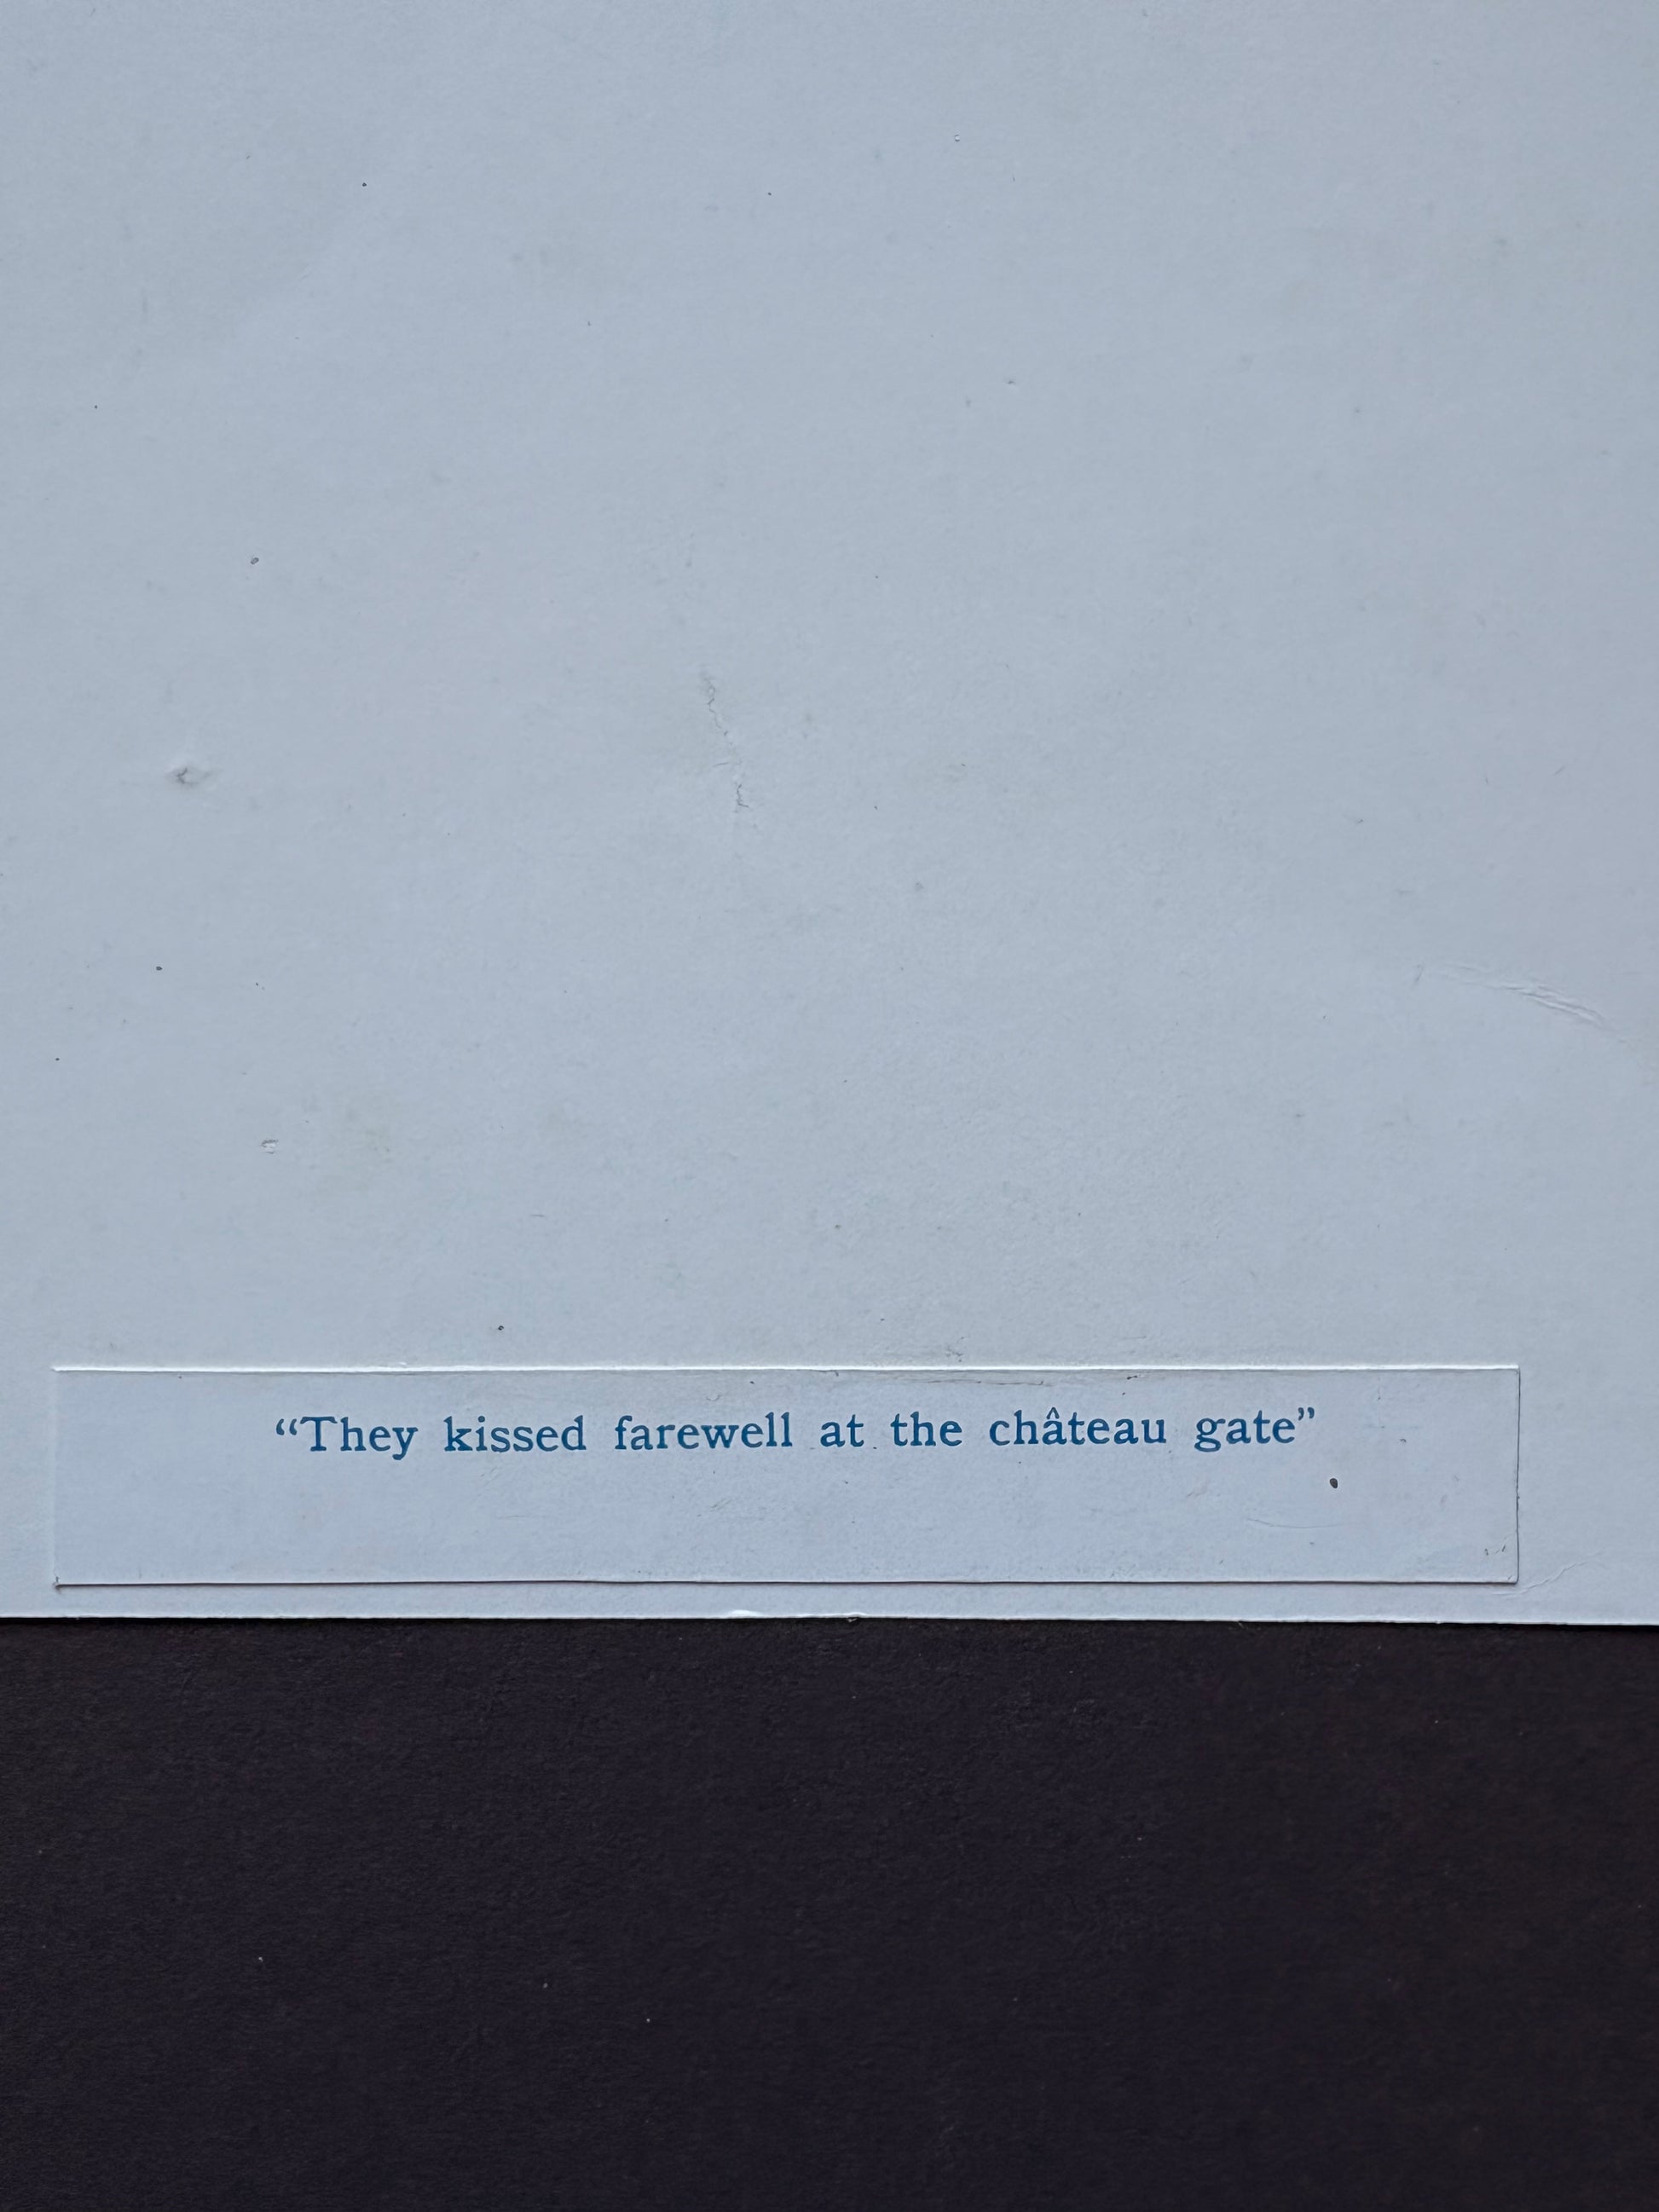 “They kissed farewell at the château gate”